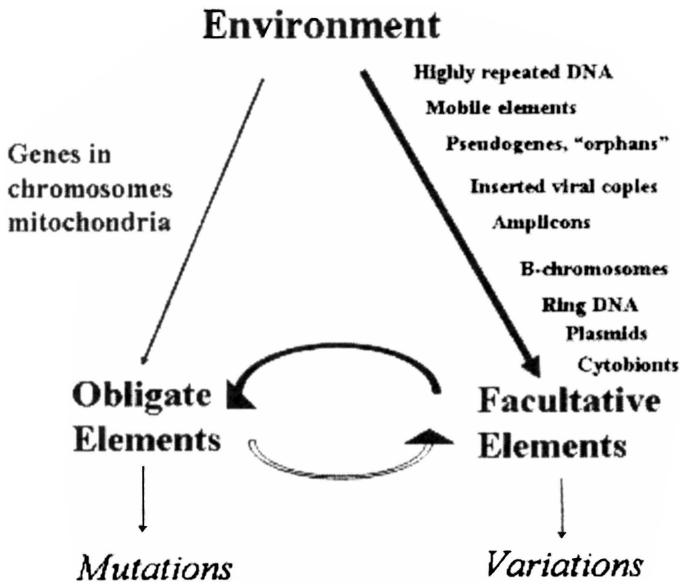 Environment
Highly repeated DNA
Mobile elements
Pseudogenes, "orphans"
Genes in
chromosomes
mitochondria
Inserted viral copies
Amplicons
B-chromosomes
Ring DNA
Plasmids
Cytobionts
Obligate
Elements
Facultative
Elements
Mutations
Variations